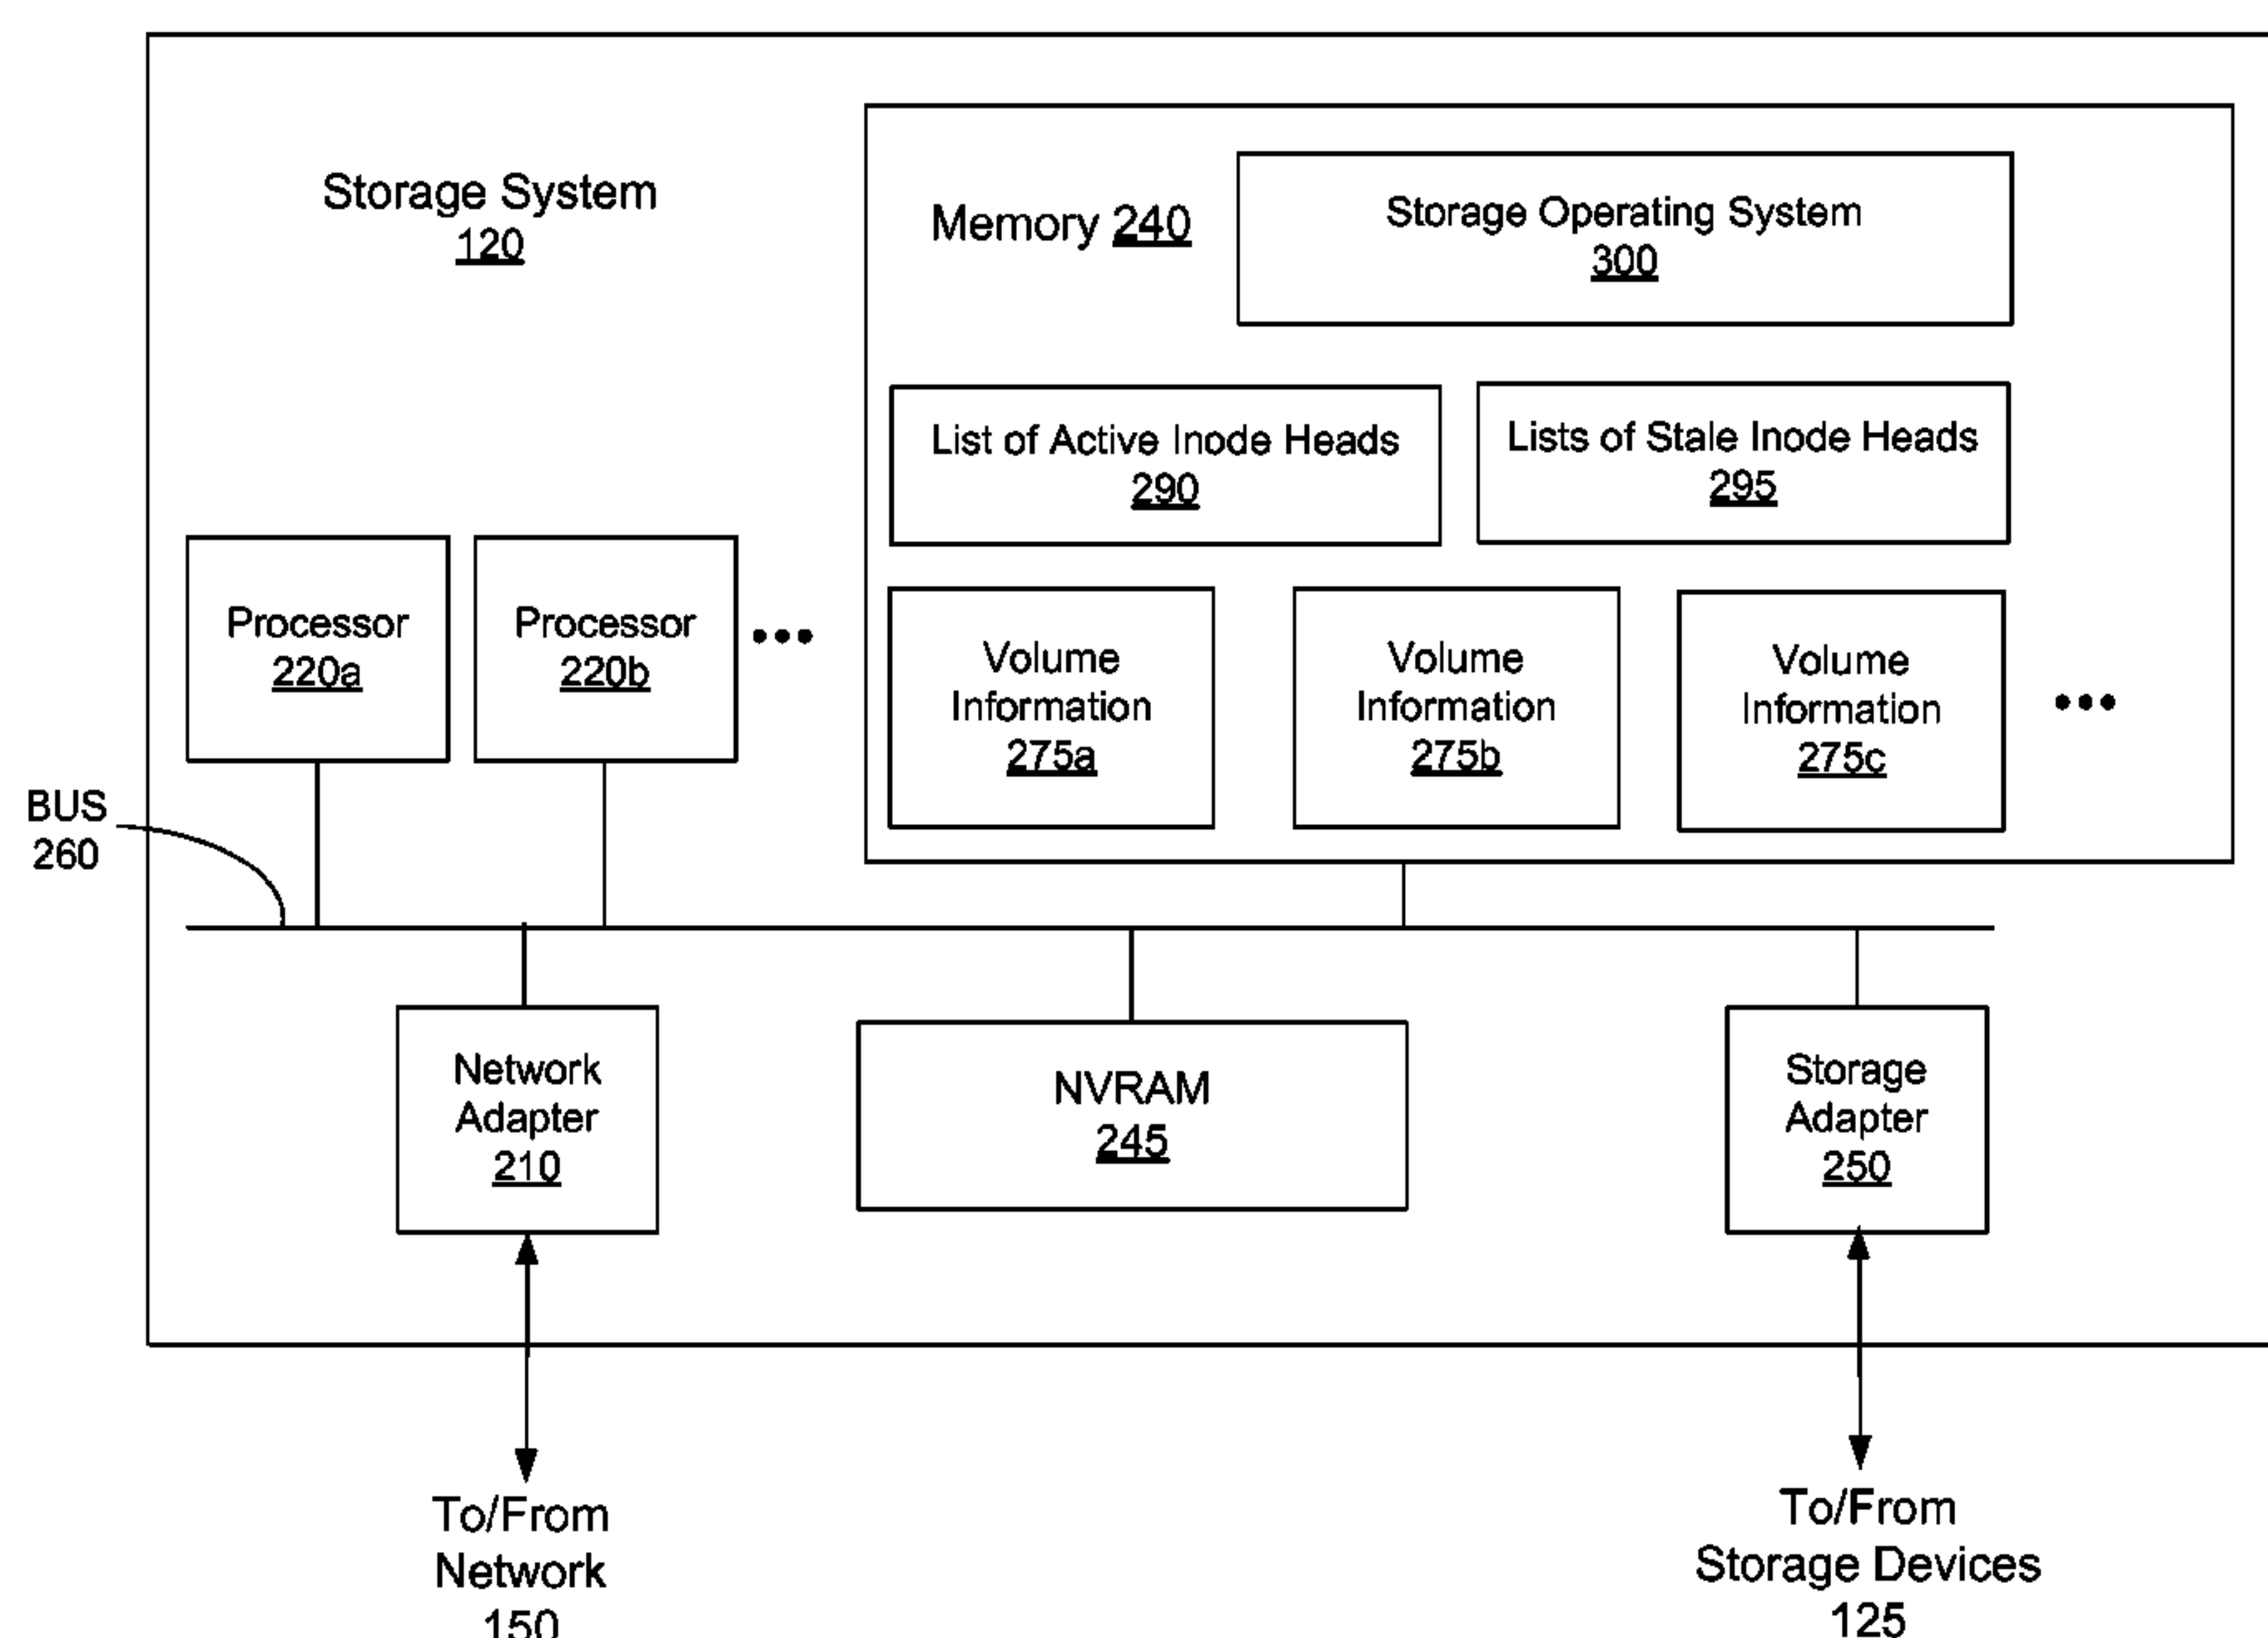 Storage System
120
Memory 240
Storage Operating System
300
List of Active Inode Heads
290
Lists of Stale Inode Heads
295
Processor
220a
Processor
220b
Volume
Information
275a
Volume
Information
275b
Volume
Information
275c
BUS
260
Network
Adapter
210
NVRAM
245
Storage
Adapter
250
To/From
Network
150
To/From
Storage Devices
125